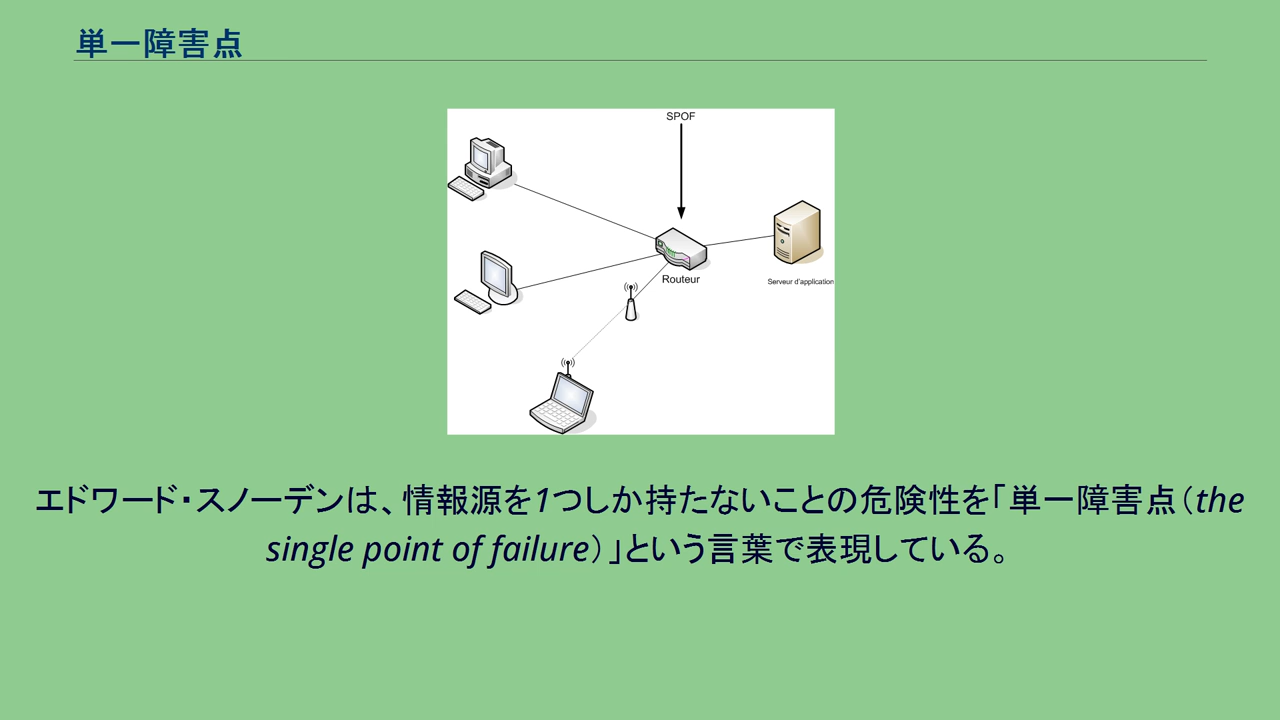 単一障害点
SPOF
Routeur
Serveur d'application
エドワード・スノーデンは、情報源を1つしか持たないことの危険性を「単一障害点（the
single point of failure）」という言葉で表現している。